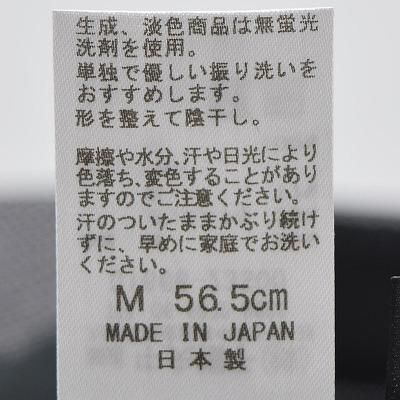 生成、淡色商品は無蛍光
洗剤を使用。
単独で優しい振り洗いを
おすすめします。
形を整えて陰干し。
摩擦や水分、汗や日光により
色落ち、変色することがあり
ますのでご注意ください。
汗のついたままかぶり続け
ずに、早めに家庭でお洗い
ください。
M 56.5cm
MADE IN JAPAN
日本製